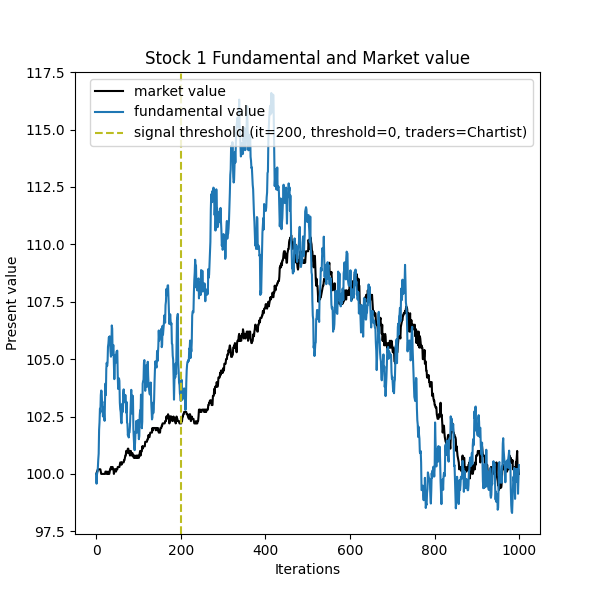 Stock 1 Fundamental and Market value
117.5
115.0
112.5
110.0
107.5
105.0
102.5
100.0
97.5
Present value
market value
fundamental value
signal threshold (it=200, threshold=0, traders=Chartist)
0 200 400 600 800 1000
Iterations